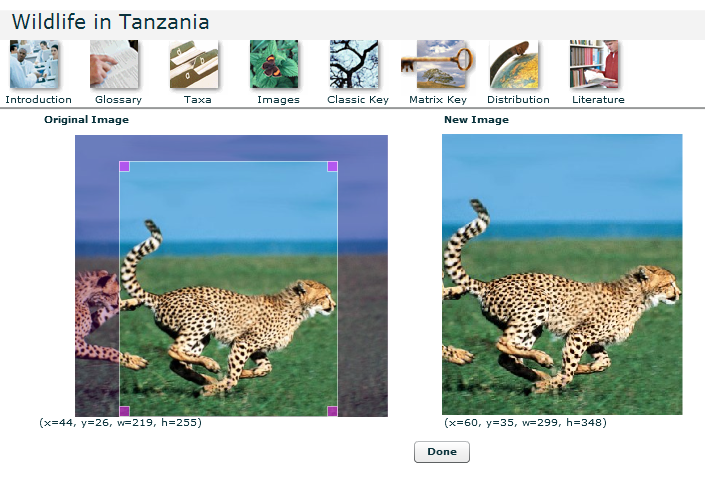 Wildlife in Tanzania
Introduction Glossary Taxa Images Classic Key Matrix Key Distribution Literature
Original Image New Image
(x=44, y=26, w=219, h=255) (x=60, y=35, w=299, h=348)
Done